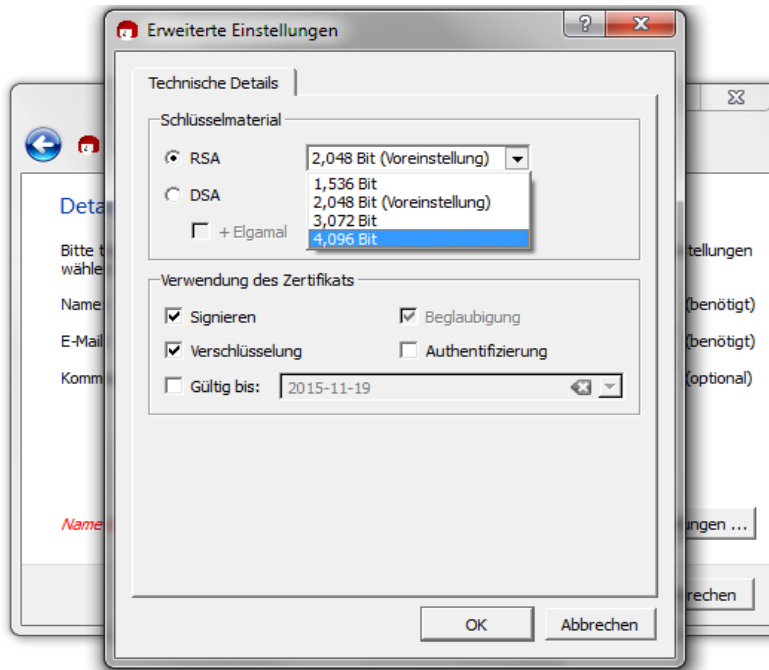 Erweiterte Einstellungen
Technische Details
Schlüsselmaterial
RSA
2,048 Bit (Voreinstellung)
1,536 Bit
2,048 Bit (Voreinstellung)
3,072 Bit
4,096 Bit
DSA
+ Elgamal
Verwendung des Zertifikats
Signieren
Beglaubigung
Verschlüsselung
Authentifizierung
Gültig bis:
2015-11-19
OK
Abbrechen
Deta
Bitte t
tellungen
wähle
Name
(benötigt)
E-Mail
(benötigt)
Komm
(optional)
Name
ungen ...
rechen